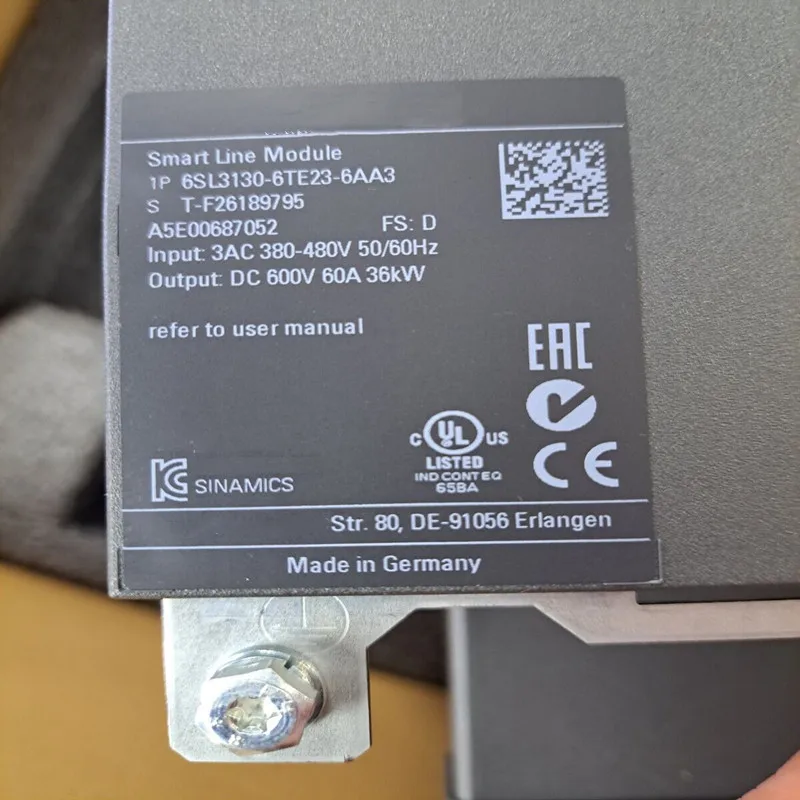 Smart Line Module
1P 6SL3130-6TE23-6AA3
S T-F26189795
A5E00687052 FS: D
Input: 3AC 380-480V 50/60Hz
Output: DC 600V 60A 36kW
refer to user manual
EAC
C UL US
LISTED
IND CONT EQ
65BA
CE
KC SINAMICS
Str. 80, DE-91056 Erlangen
Made in Germany